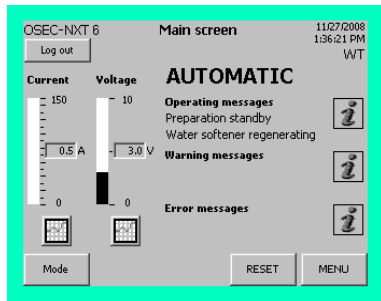 OSEC-NXT 6
Main screen
11/27/2008
1:36:21 PM
Log out
WT
Current
Voltage
AUTOMATIC
150
10
Operating messages
Preparation standby
Water softener regenerating
0.5 A
3.0 V
Warning messages
0
0
Error messages
Mode
RESET
MENU